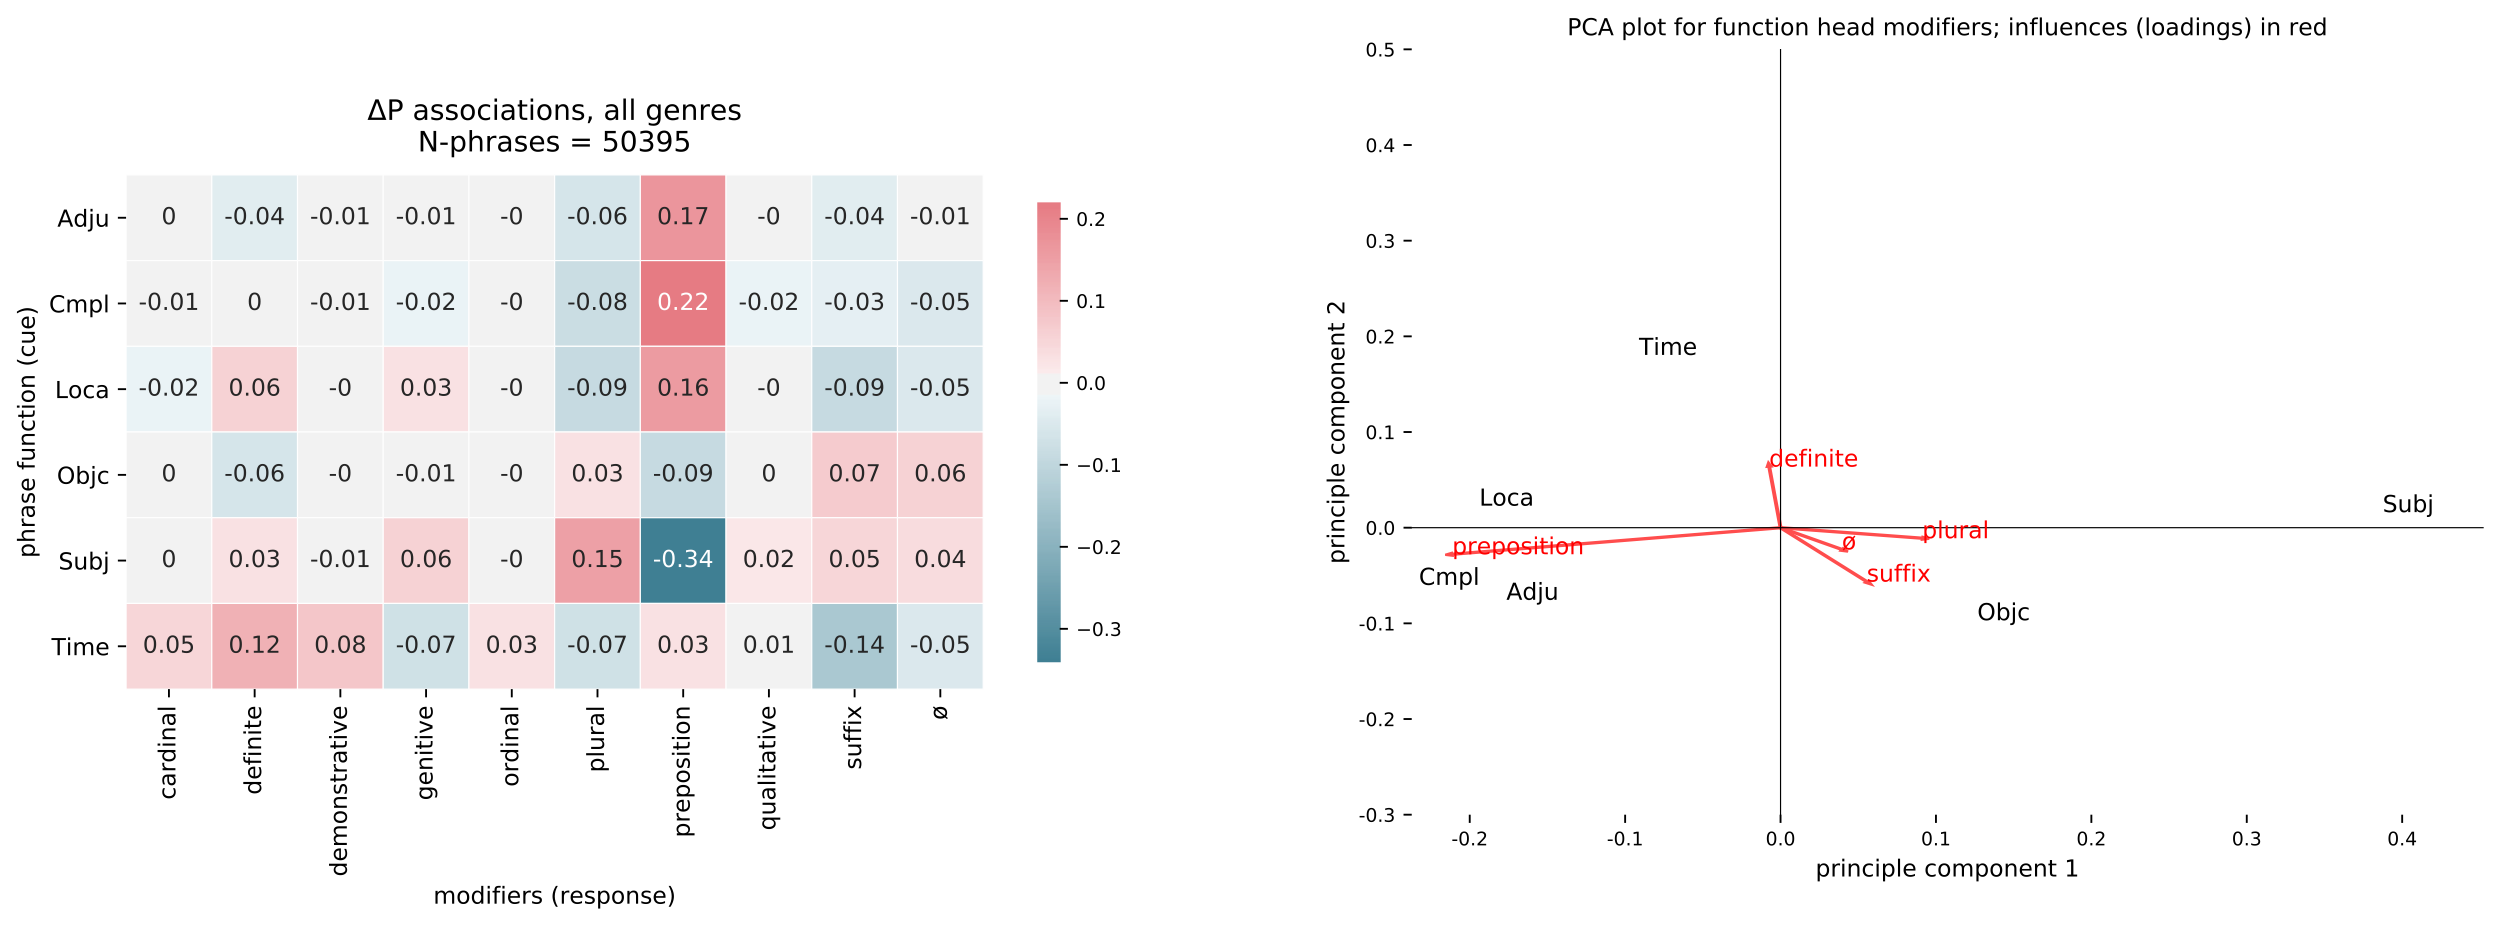 ΔP associations, all genres
N-phrases = 50395
phrase function (cue)
Adju 0 -0.04 -0.01 -0.01 -0 -0.06 0.17 -0 -0.04 -0.01
Cmpl -0.01 0 -0.01 -0.02 -0 -0.08 0.22 -0.02 -0.03 -0.05
Loca -0.02 0.06 -0 0.03 -0 -0.09 0.16 -0 -0.09 -0.05
Objc 0 -0.06 -0 -0.01 -0 0.03 -0.09 0 0.07 0.06
Subj 0 0.03 -0.01 0.06 -0 0.15 -0.34 0.02 0.05 0.04
Time 0.05 0.12 0.08 -0.07 0.03 -0.07 0.03 0.01 -0.14 -0.05
cardinal
definite
demonstrative
genitive
ordinal
plural
preposition
qualitative
suffix
ø
modifiers (response)
0.2
0.1
0.0
−0.1
−0.2
−0.3
PCA plot for function head modifiers; influences (loadings) in red
principle component 2
0.5
0.4
0.3
0.2
0.1
0.0
-0.1
-0.2
-0.3
Time
definite
Loca
Subj
plural
preposition
ø
suffix
Cmpl
Adju
Objc
-0.2 -0.1 0.0 0.1 0.2 0.3 0.4
principle component 1